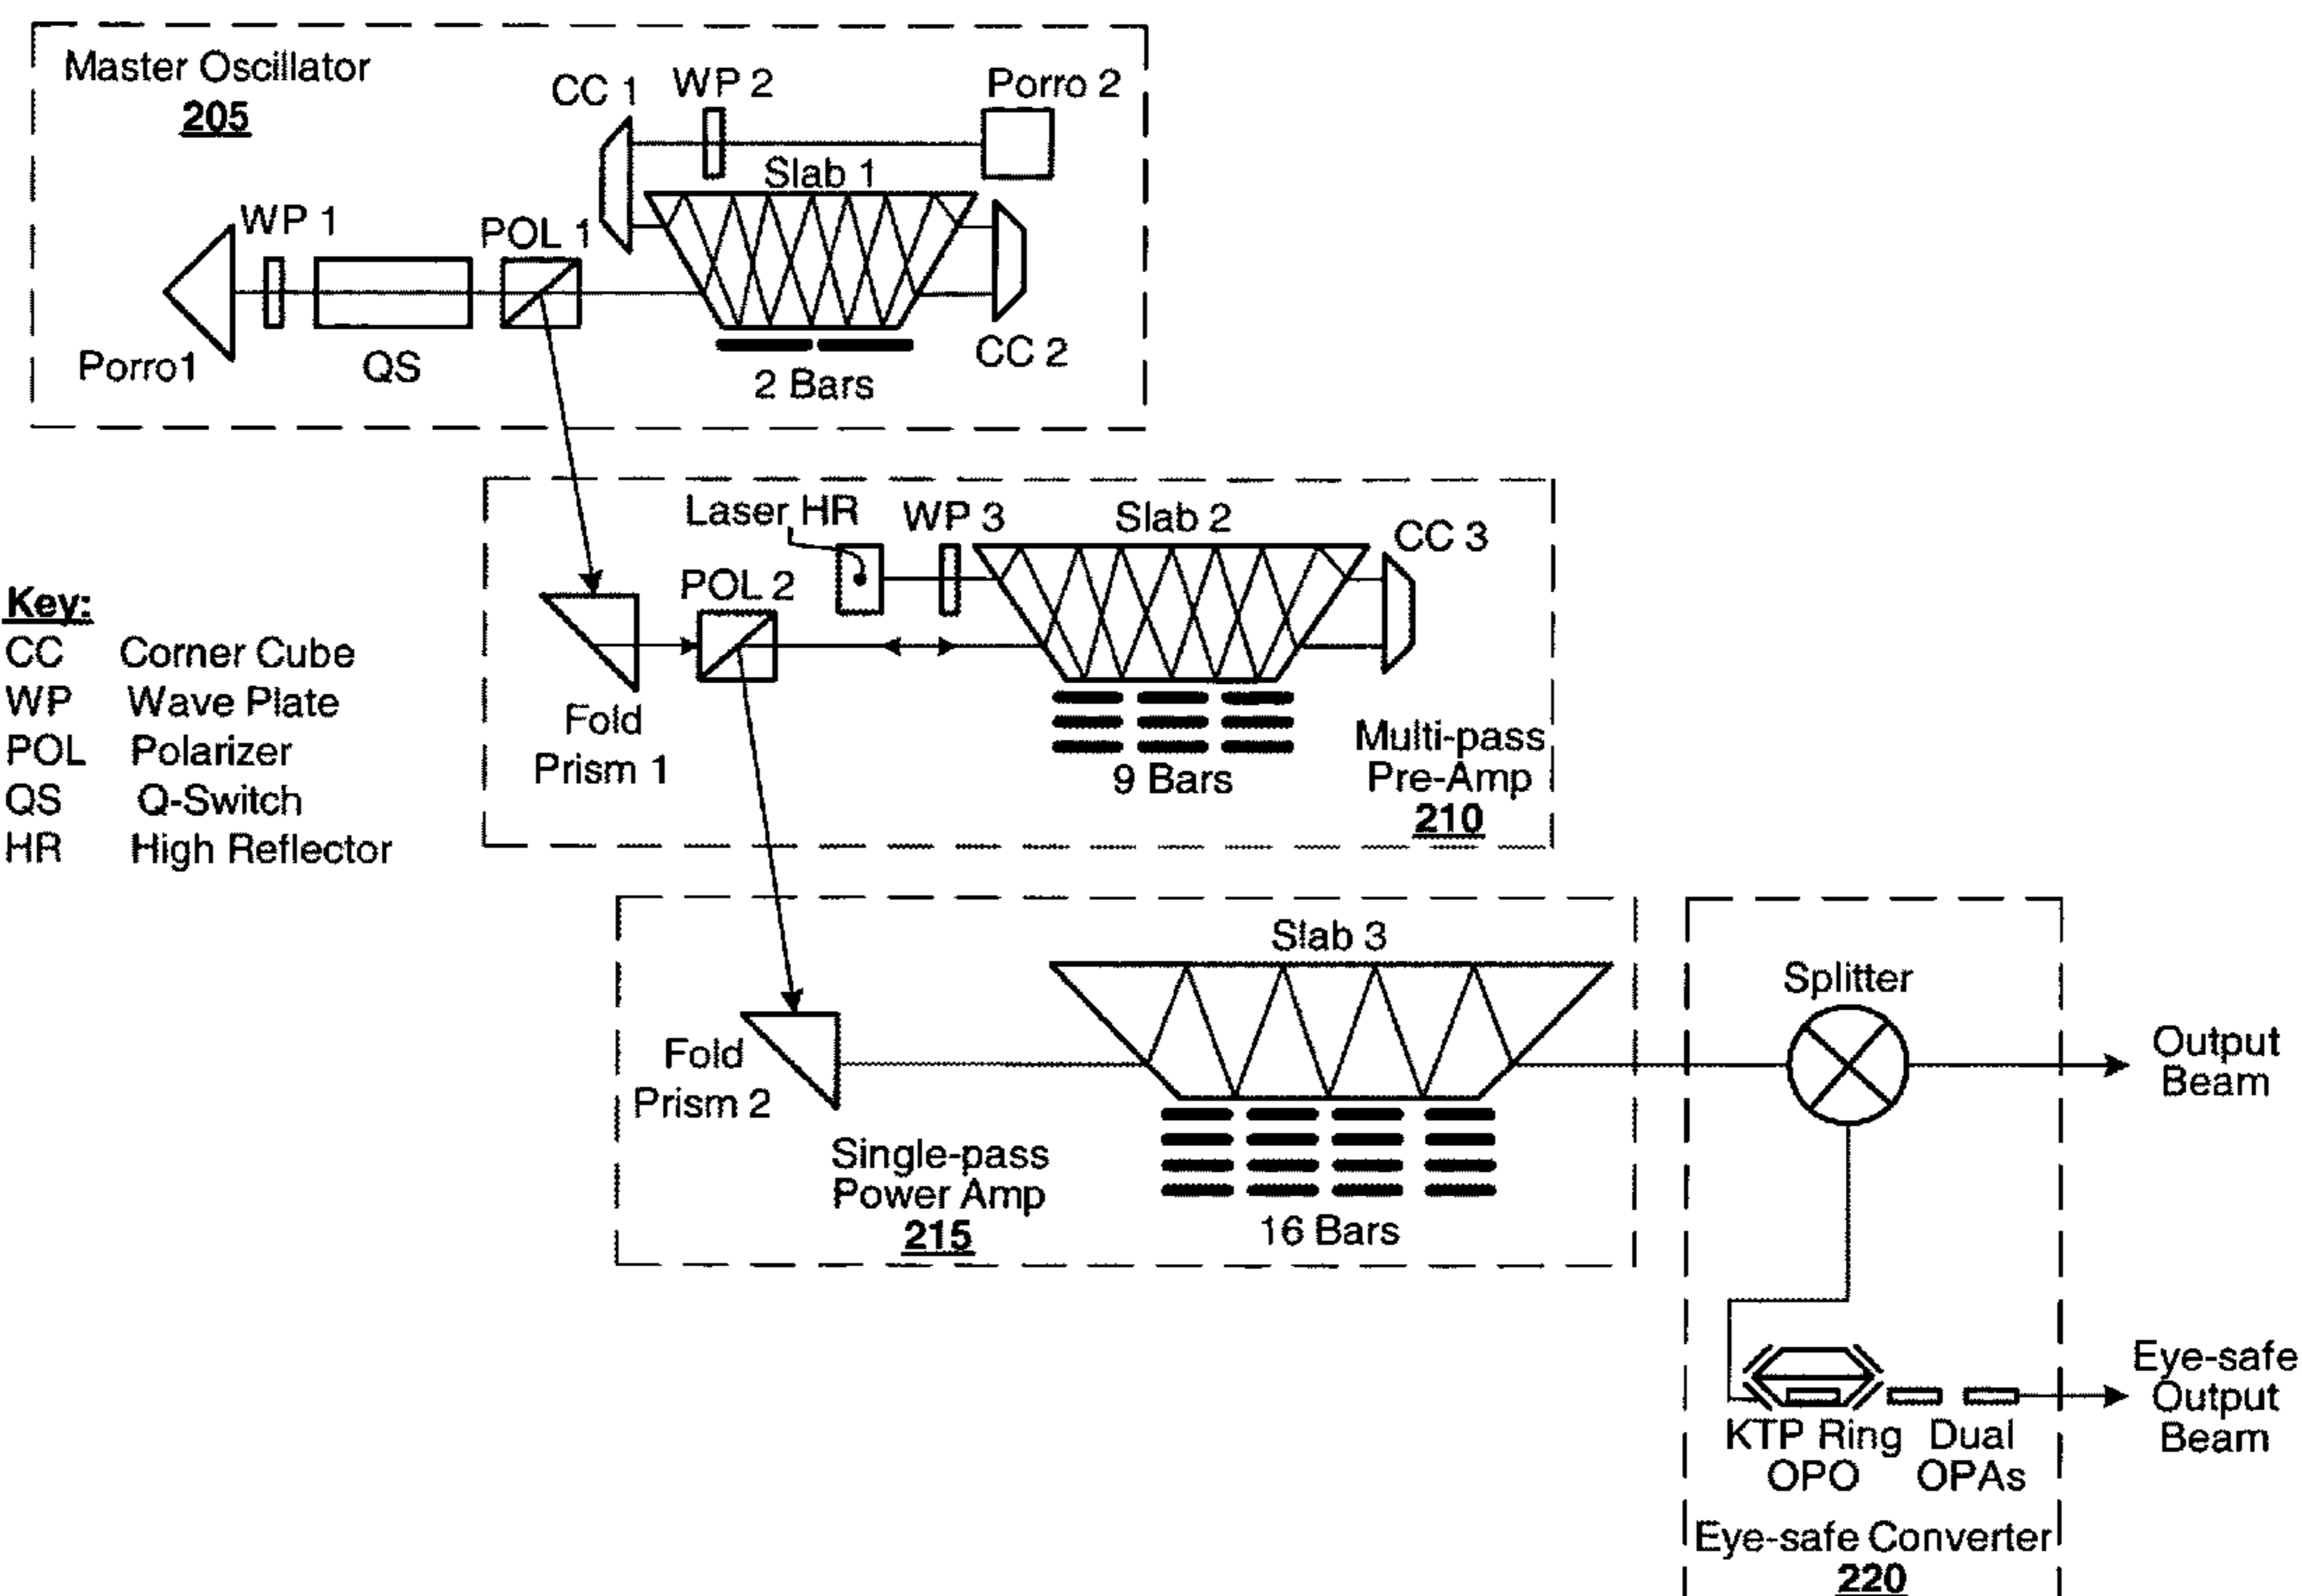 Master Oscillator
205
CC 1
WP 2
Porro 2
Slab 1
WP 1
POL 1
Porro1
QS
2 Bars
CC 2
Laser HR
WP 3
Slab 2
CC 3
POL 2
Fold
Prism 1
9 Bars
Multi-pass
Pre-Amp
210
Key:
CC Corner Cube
WP Wave Plate
POL Polarizer
QS Q-Switch
HR High Reflector
Slab 3
Fold
Prism 2
Single-pass
Power Amp
215
16 Bars
Splitter
Output
Beam
Eye-safe
Output
Beam
KTP Ring
OPO
Dual
OPAs
Eye-safe Converter
220